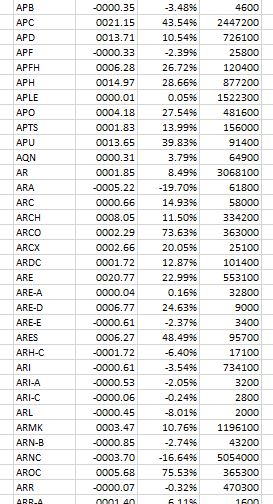 APB -0000.35 -3.48% 4600
APC 0021.15 43.54% 2447200
APD 0013.71 10.54% 726100
APF -0000.33 -2.39% 25800
APFH 0006.28 26.72% 120400
APH 0014.97 28.66% 877200
APLE 0000.01 0.05% 1522300
APO 0004.18 27.54% 481600
APTS 0001.83 13.99% 156000
APU 0013.65 39.83% 91400
AQN 0000.31 3.79% 64900
AR 0001.85 8.49% 3068100
ARA -0005.22 -19.70% 61800
ARC 0000.66 14.93% 58000
ARCH 0008.05 11.50% 334200
ARCO 0002.29 73.63% 363000
ARCX 0002.66 20.05% 25100
ARDC 0001.72 12.87% 101400
ARE 0020.77 22.99% 553100
ARE-A 0000.04 0.16% 32800
ARE-D 0006.77 24.63% 9000
ARE-E -0000.61 -2.37% 3400
ARES 0006.27 48.49% 95700
ARH-C -0001.72 -6.40% 17100
ARI -0000.61 -3.54% 734100
ARI-A -0000.53 -2.05% 3200
ARI-C -0000.06 -0.24% 2800
ARL -0000.45 -8.01% 2000
ARMK 0003.47 10.76% 1196100
ARN-B -0000.85 -2.74% 43200
ARNC -0003.70 -16.64% 5054000
AROC 0005.68 75.53% 365300
ARR -0000.07 -0.32% 470300
ARR-A 0001.40 6.11% 1600